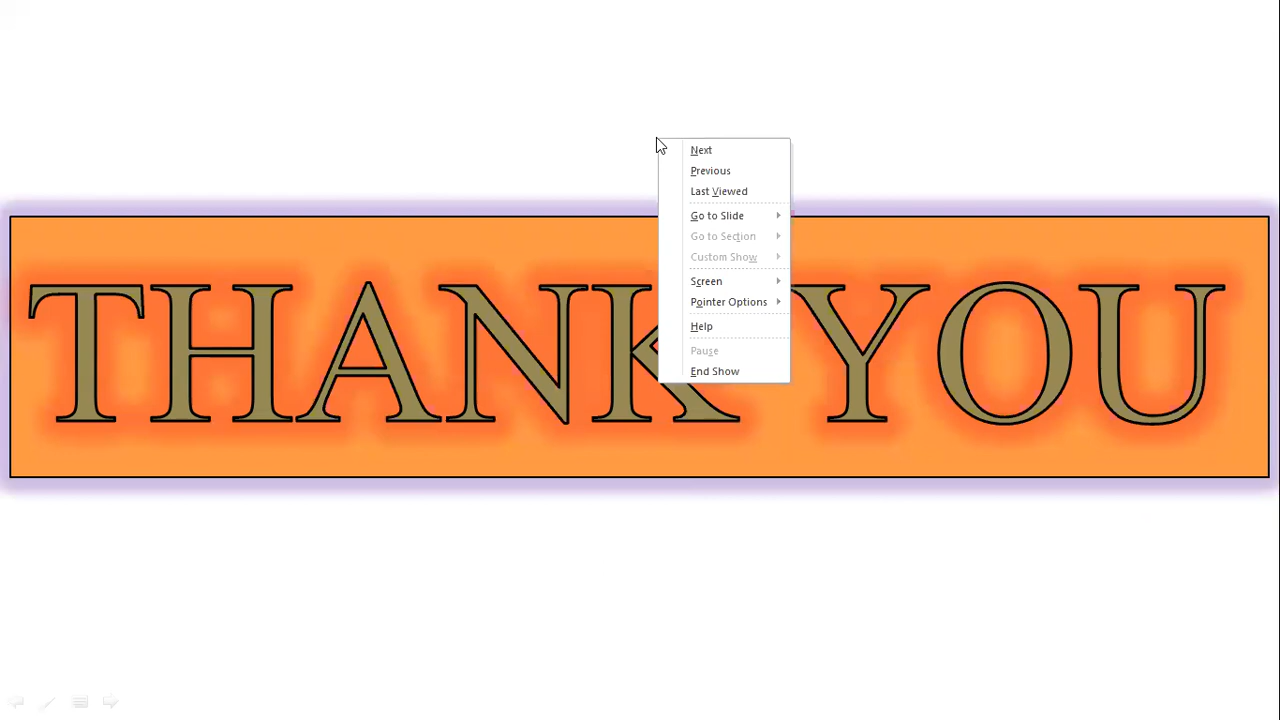 Next
Previous
Last Viewed
Go to Slide
Go to Section
Custom Show
Screen
Pointer Options
Help
Pause
End Show
THANK YOU